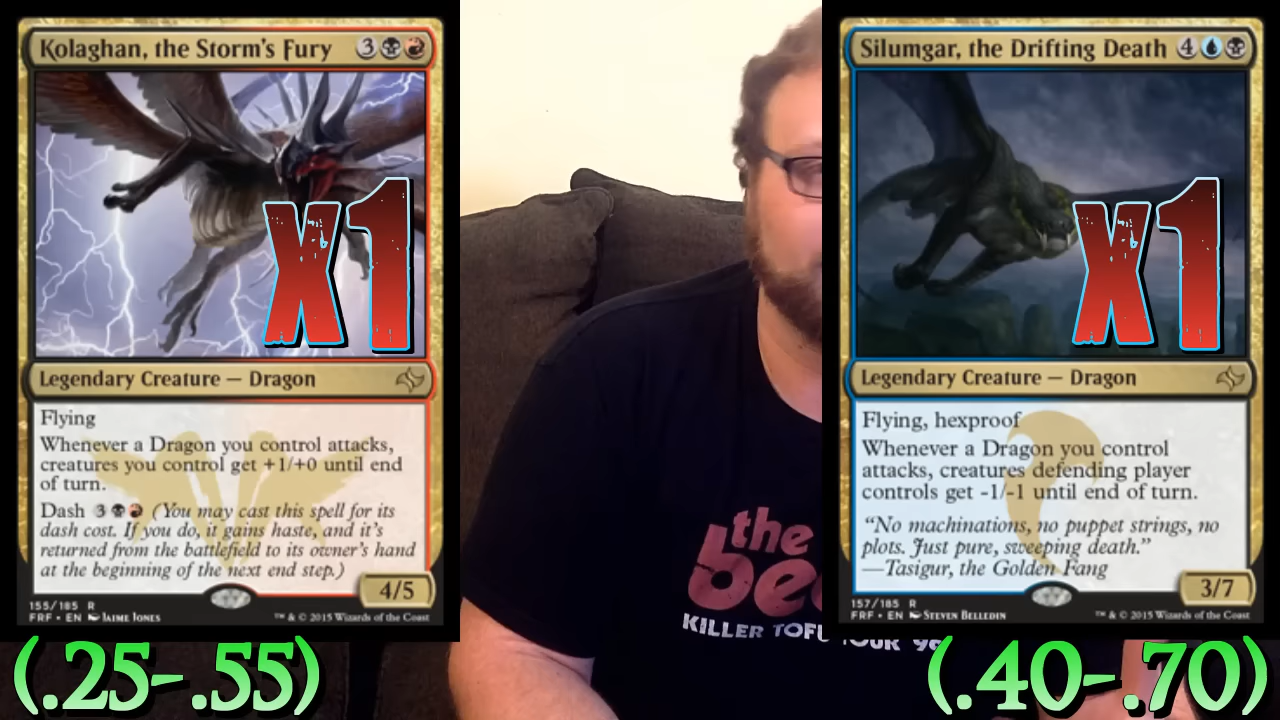 Kolaghan, the Storm's Fury 3
X1
Legendary Creature — Dragon
Flying
Whenever a Dragon you control attacks,
creatures you control get +1/+0 until end
of turn.
Dash 3 (You may cast this spell for its
dash cost. If you do, it gains haste, and it's
returned from the battlefield to its owner's hand
at the beginning of the next end step.)
4/5
155/185 R
FRF • EN Jaime Jones ™ & © 2015 Wizards of the Coast
(.25-.55)
the
KILLER TOFU TOUR
Silumgar, the Drifting Death 4
X1
Legendary Creature — Dragon
Flying, hexproof
Whenever a Dragon you control
attacks, creatures defending player
controls get -1/-1 until end of turn.
“No machinations, no puppet strings, no
plots. Just pure, sweeping death.”
—Tasigur, the Golden Fang
3/7
157/185 R
FRF • EN Steven Belledin ™ & © 2015 Wizards of the Coast
(.40-.70)